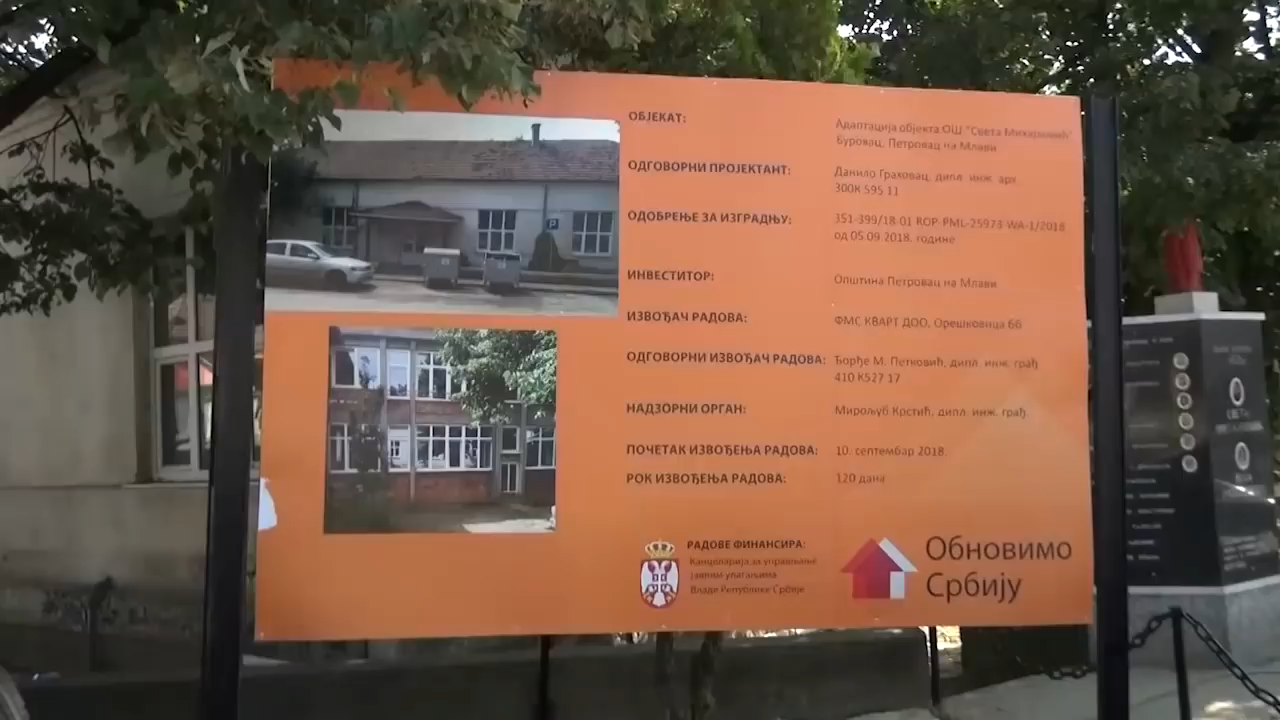 ОБЈЕКАТ:
Адаптација објекта ОШ "Света Михајловић"
Буровац, Петровац на Млави
ОДГОВОРНИ ПРОЈЕКТАНТ:
Данило Граховац, дипл. инж. арх.
300К 595 11
ОДОБРЕЊЕ ЗА ИЗГРАДЊУ:
351-399/18 01 ROP-PML-25973-WA-1/2018
од 05.09.2018. године
ИНВЕСТИТОР:
Општина Петровац на Млави
ИЗВОЂАЧ РАДОВА:
ФМС КВАРТ ДОО, Орешковица бб
ОДГОВОРНИ ИЗВОЂАЧ РАДОВА:
Ђорђе М. Петковић, дипл. инж. грађ
410 К527 17
НАДЗОРНИ ОРГАН:
Мирољуб Крстић, дипл. инж. грађ.
ПОЧЕТАК ИЗВОЂЕЊА РАДОВА:
10. септембар 2018.
РОК ИЗВОЂЕЊА РАДОВА:
120 дана
РАДОВЕ ФИНАНСИРА:
Канцеларија за управљање
јавним улагањима
Владе Републике Србије
Обновимо
Србију
P